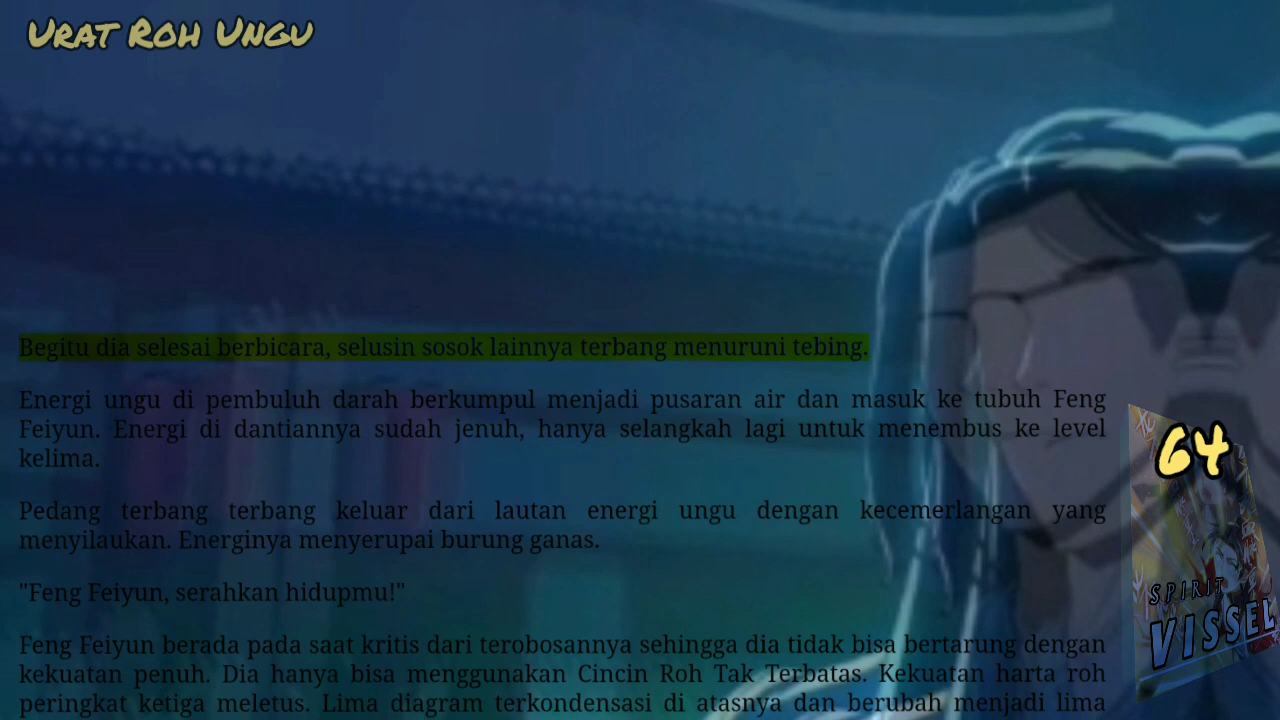 Urat Roh Ungu
Begitu dia selesai berbicara, selusin sosok lainnya terbang menuruni tebing.
Energi ungu di pembuluh darah berkumpul menjadi pusaran air dan masuk ke tubuh Feng
Feiyun. Energi di dantiannya sudah jenuh, hanya selangkah lagi untuk menembus ke level
kelima.
Pedang terbang terbang keluar dari lautan energi ungu dengan kecemerlangan yang
menyilaukan. Energinya menyerupai burung ganas.
"Feng Feiyun, serahkan hidupmu!"
Feng Feiyun berada pada saat kritis dari terobosannya sehingga dia tidak bisa bertarung dengan
kekuatan penuh. Dia hanya bisa menggunakan Cincin Roh Tak Terbatas. Kekuatan harta roh
peringkat ketiga meletus. Lima diagram terkondensasi di atasnya dan berubah menjadi lima
64
SPIRIT
VISSEL